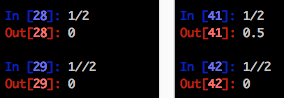 In [28]: 1/2
Out[28]: 0
In [29]: 1//2
Out[29]: 0
In [41]: 1/2
Out[41]: 0.5
In [42]: 1//2
Out[42]: 0